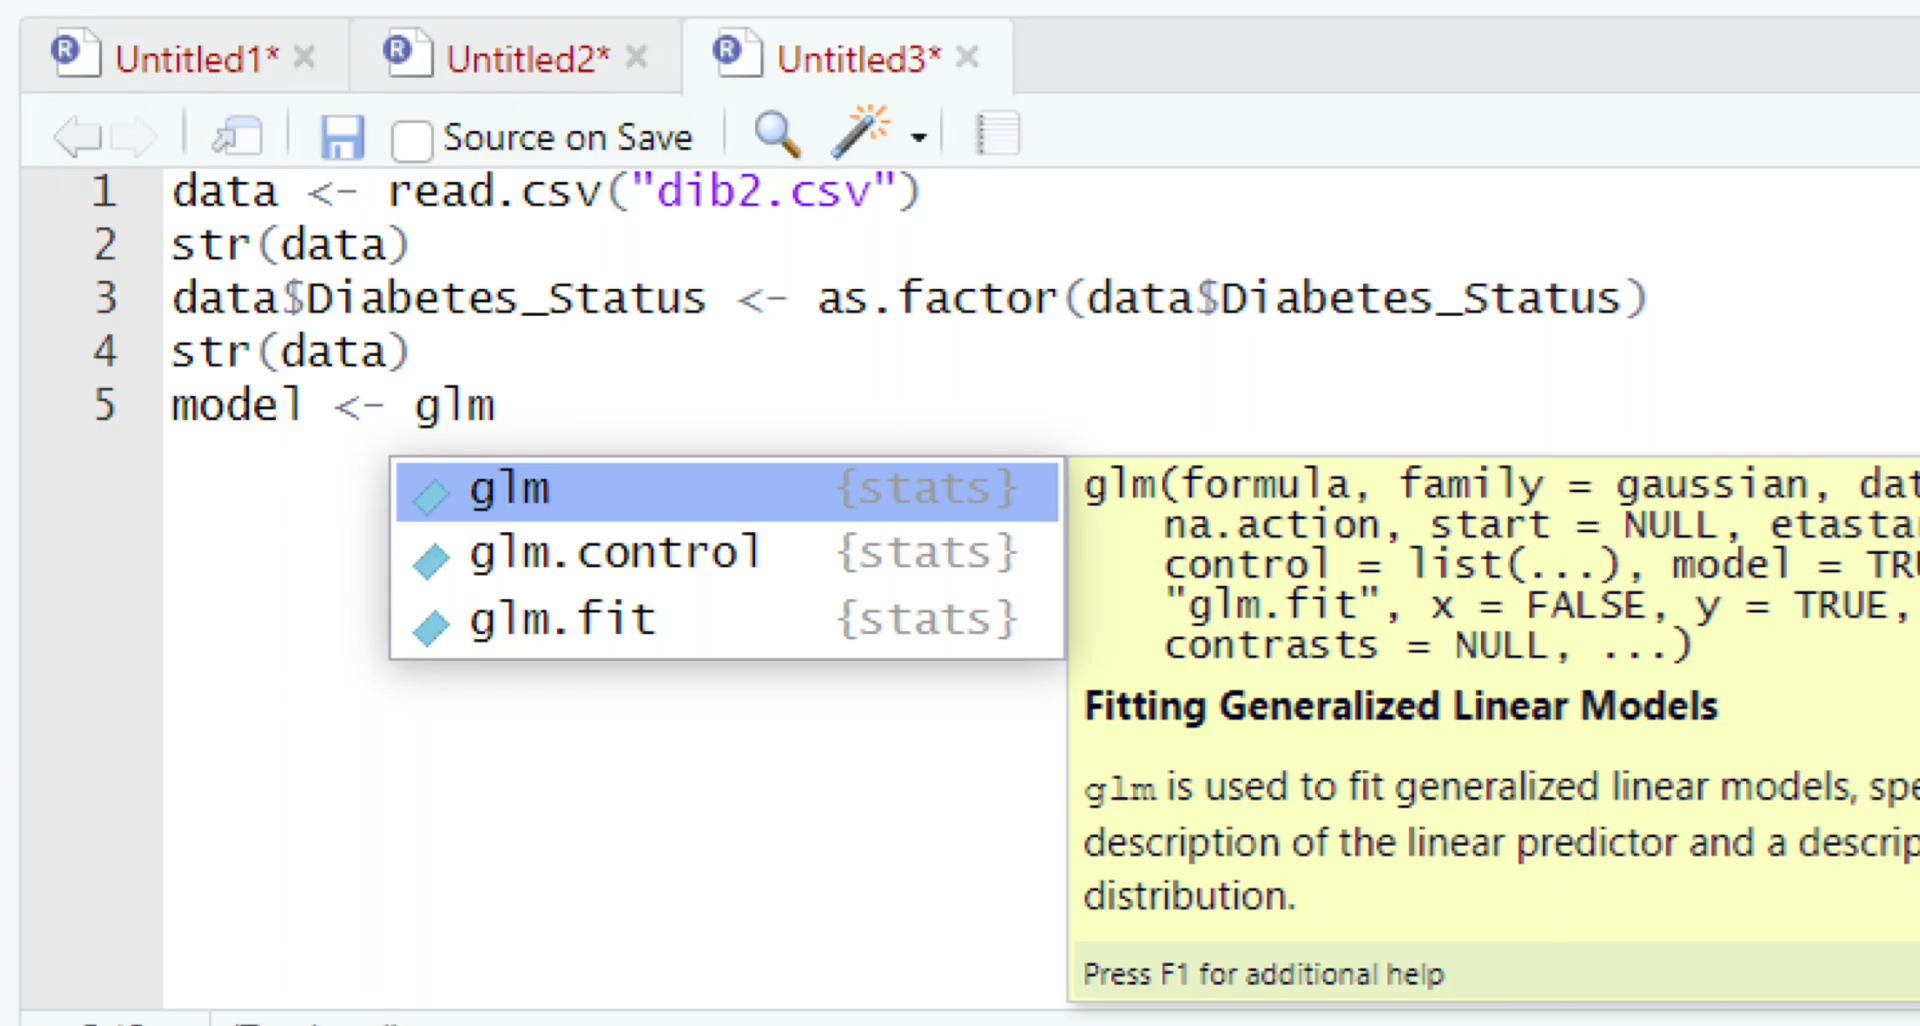 Untitled1* Untitled2* Untitled3*
Source on Save
1 data <- read.csv("dib2.csv")
2 str(data)
3 data$Diabetes_Status <- as.factor(data$Diabetes_Status)
4 str(data)
5 model <- glm
glm {stats}
glm.control {stats}
glm.fit {stats}
glm(formula, family = gaussian,
na.action, start = NULL,
control = list(...), model =
"glm.fit", x = FALSE, y = TRUE,
contrasts = NULL, ...)
Fitting Generalized Linear Models
glm is used to fit generalized linear models,
description of the linear predictor and a
distribution.
Press F1 for additional help